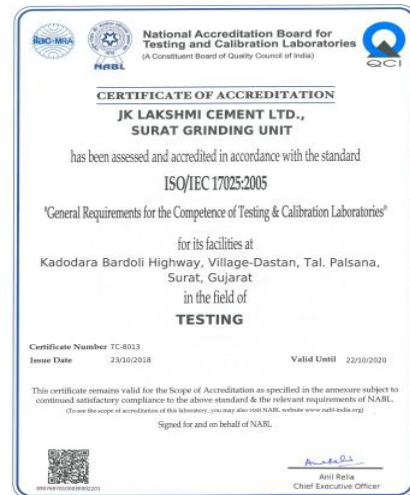 ilac-MRA
NABL
National Accreditation Board for
Testing and Calibration Laboratories
(A Constituent Board of Quality Council of India)
QCI
CERTIFICATE OF ACCREDITATION
JK LAKSHMI CEMENT LTD.,
SURAT GRINDING UNIT
has been assessed and accredited in accordance with the standard
ISO/IEC 17025:2005
"General Requirements for the Competence of Testing & Calibration Laboratories"
for its facilities at
Kadodara Bardoli Highway, Village-Dastan, Tal. Palsana,
Surat, Gujarat
in the field of
TESTING
Certificate Number TC-8013
Issue Date 23/10/2018 Valid Until 22/10/2020
This certificate remains valid for the Scope of Accreditation as specified in the annexure subject to
continued satisfactory compliance to the above standard & the relevant requirements of NABL.
(To see the scope of accreditation of this laboratory, you may also visit NABL website www.nabl-india.org)
Signed for and on behalf of NABL
Anil Relia
Chief Executive Officer